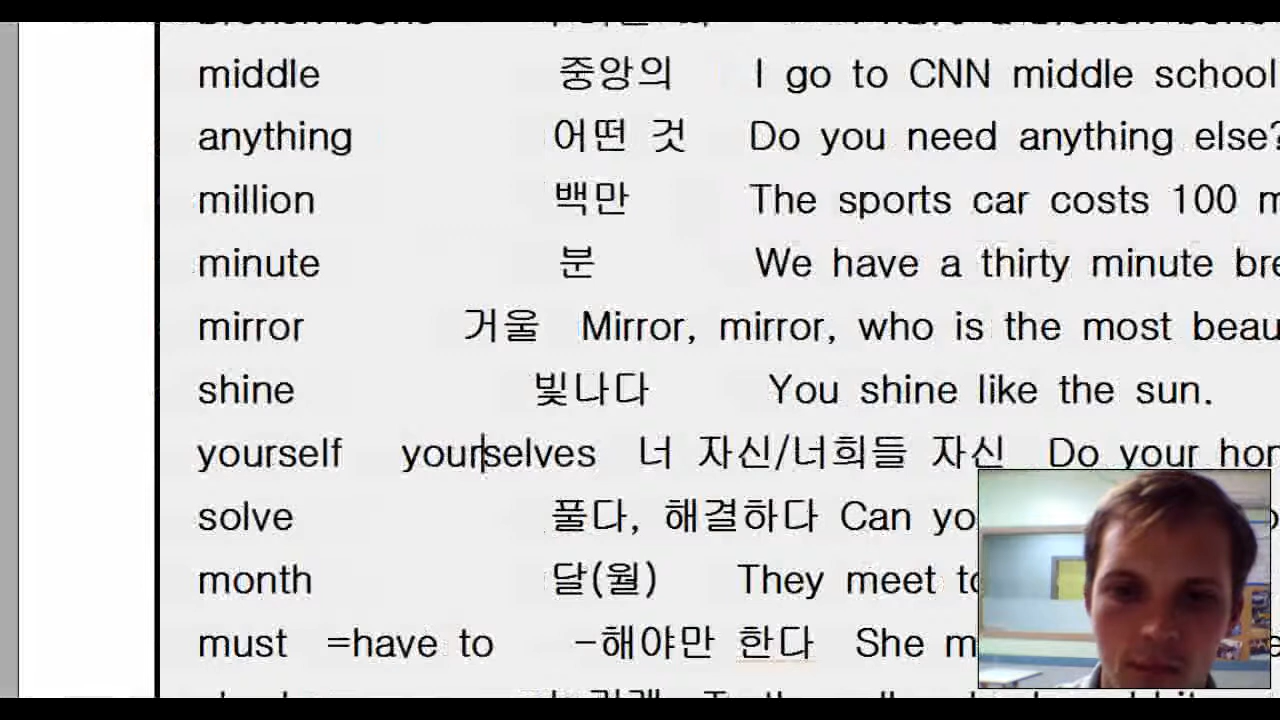 middle 중앙의 I go to CNN middle school
anything 어떤 것 Do you need anything else?
million 백만 The sports car costs 100
minute 분 We have a thirty minute
mirror 거울 Mirror, mirror, who is the most
shine 빛나다 You shine like the sun.
yourself yourselves 너 자신/너희들 자신 Do your
solve 풀다, 해결하다 Can
month 달(월) They meet
must =have to -해야만 한다 She